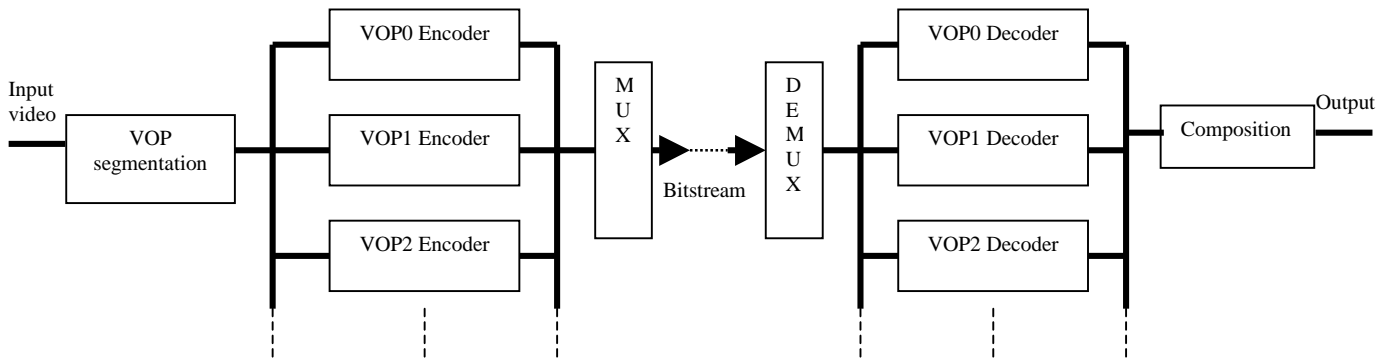 Input
video
VOP
segmentation
VOP0 Encoder
VOP1 Encoder
VOP2 Encoder
M
U
X
Bitstream
D
E
M
U
X
VOP0 Decoder
VOP1 Decoder
VOP2 Decoder
Composition
Output